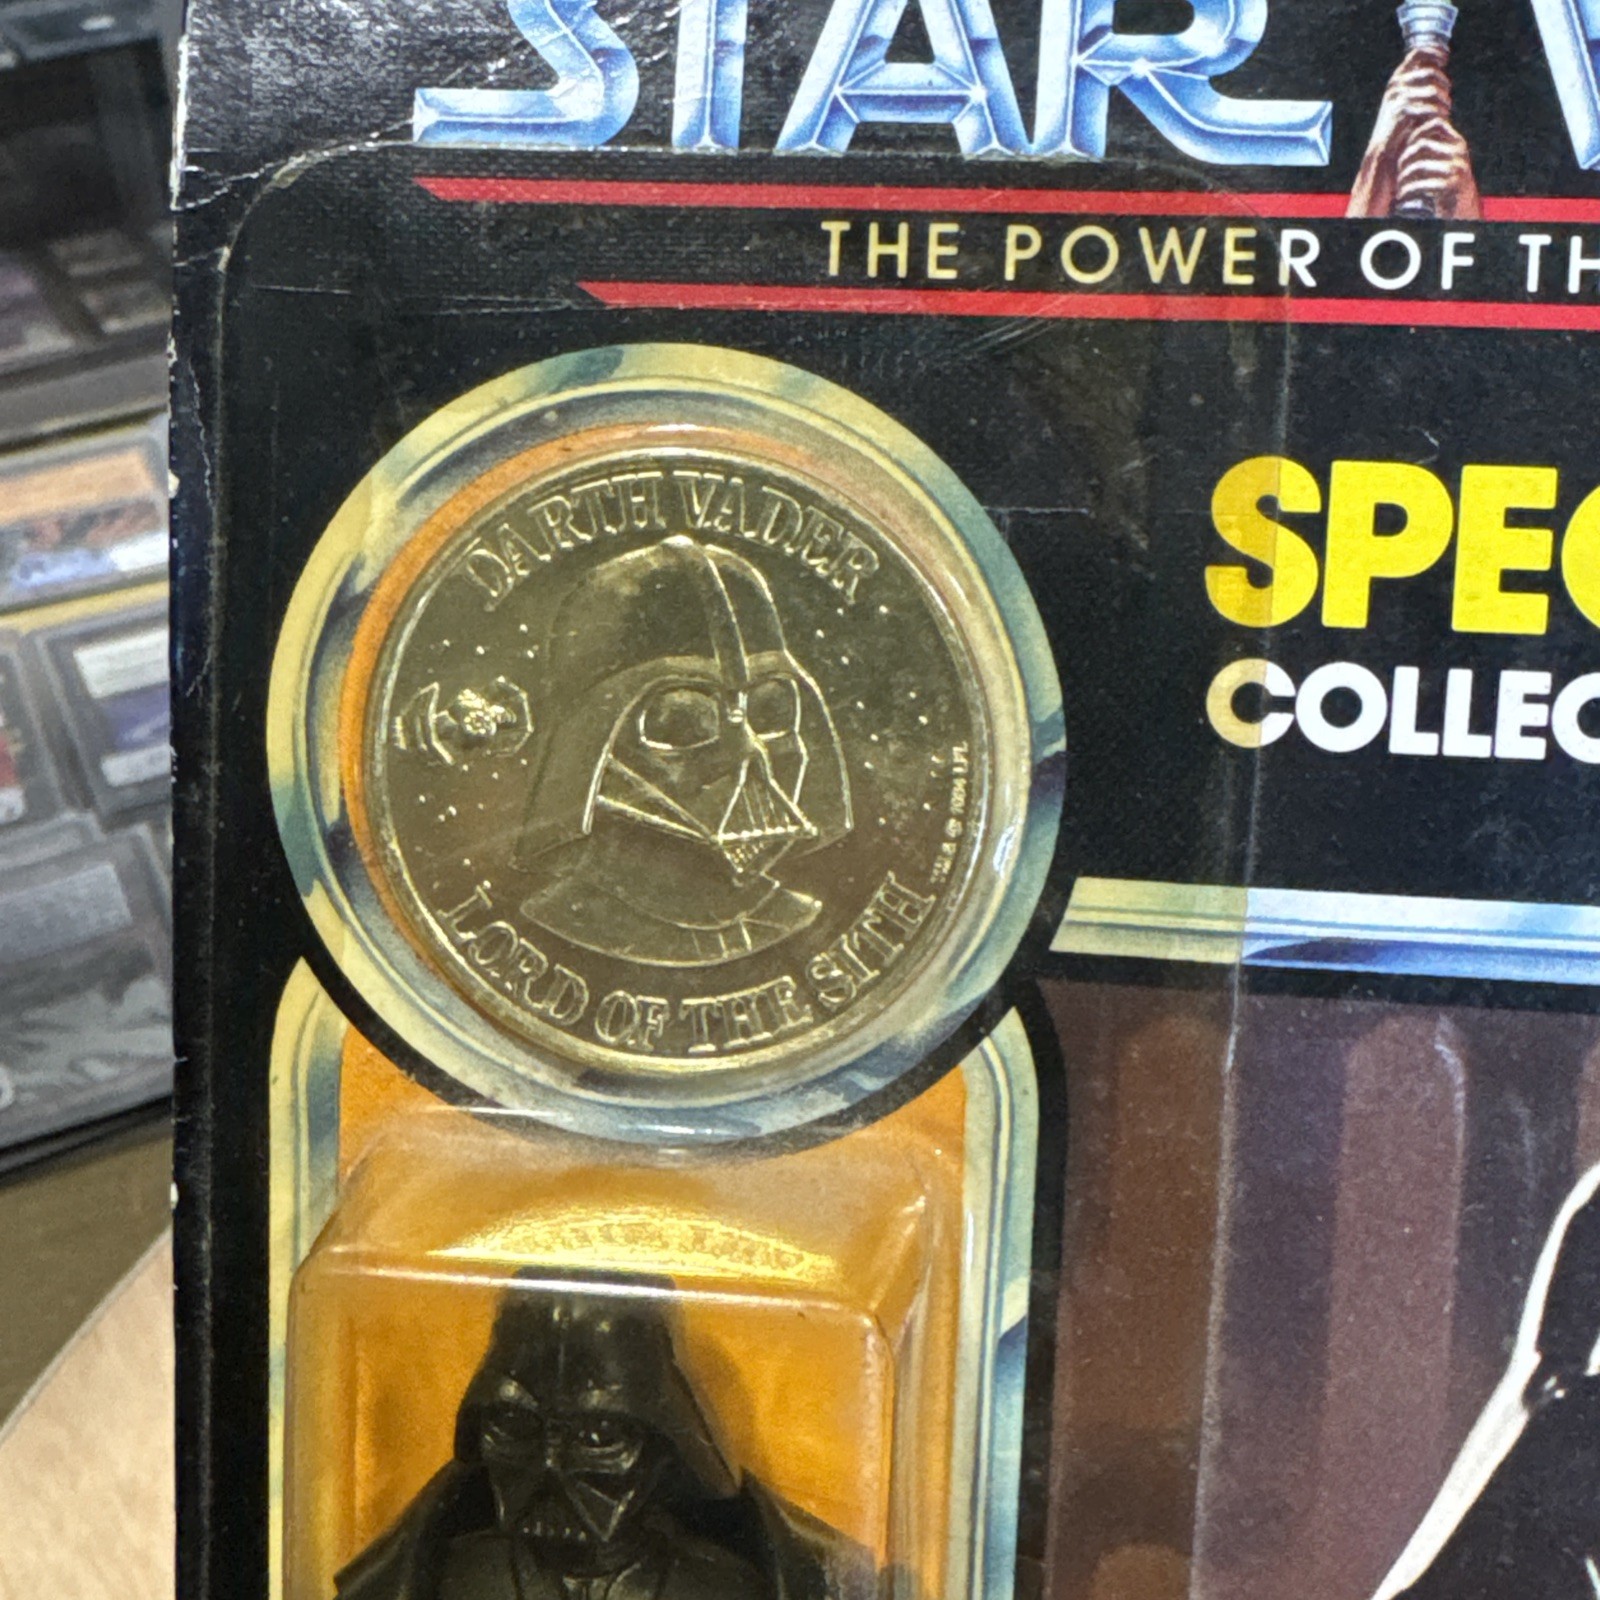 STAR W
THE POWER OF TH
DARTH VADER
LORD OF THE SITH
SPEC
COLLEC